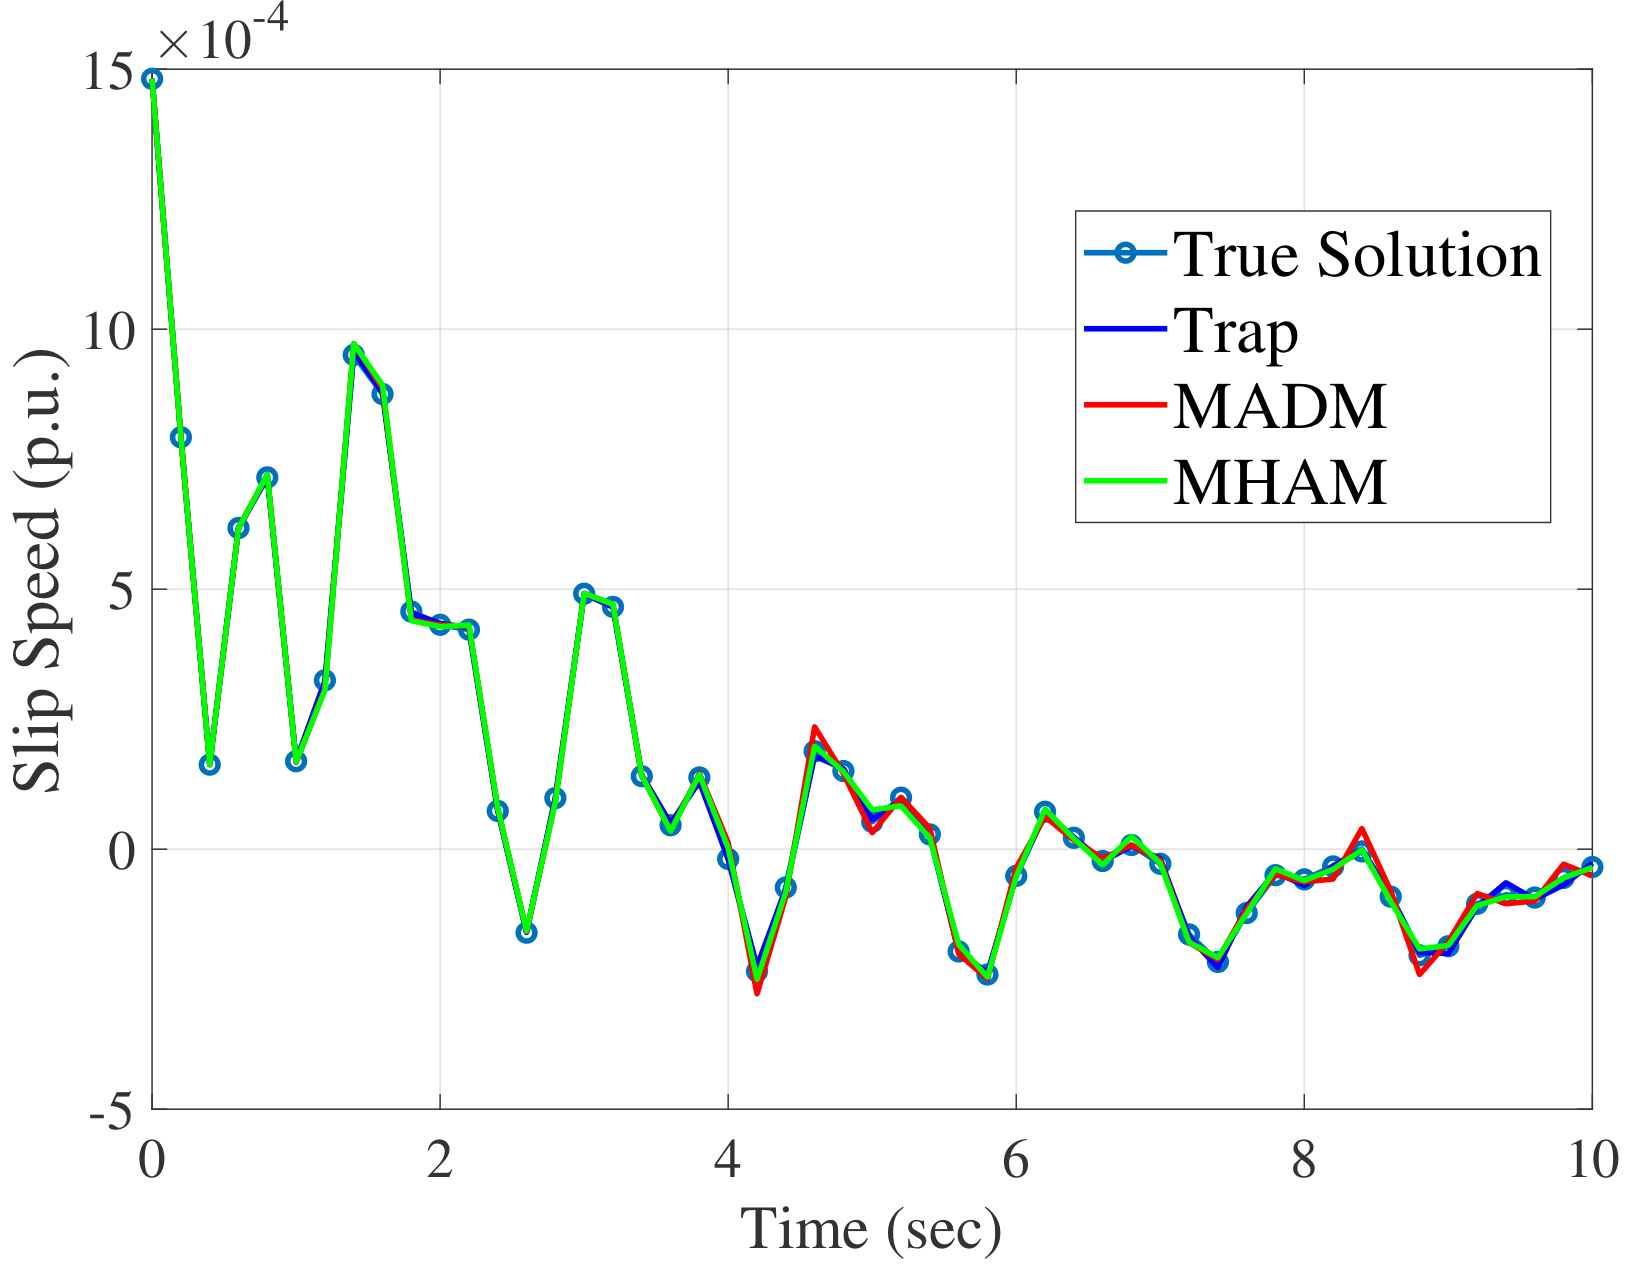 ×10-4
15
10
5
0
-5
Slip Speed (p.u.)
True Solution
Trap
MADM
MHAM
0 2 4 6 8 10
Time (sec)